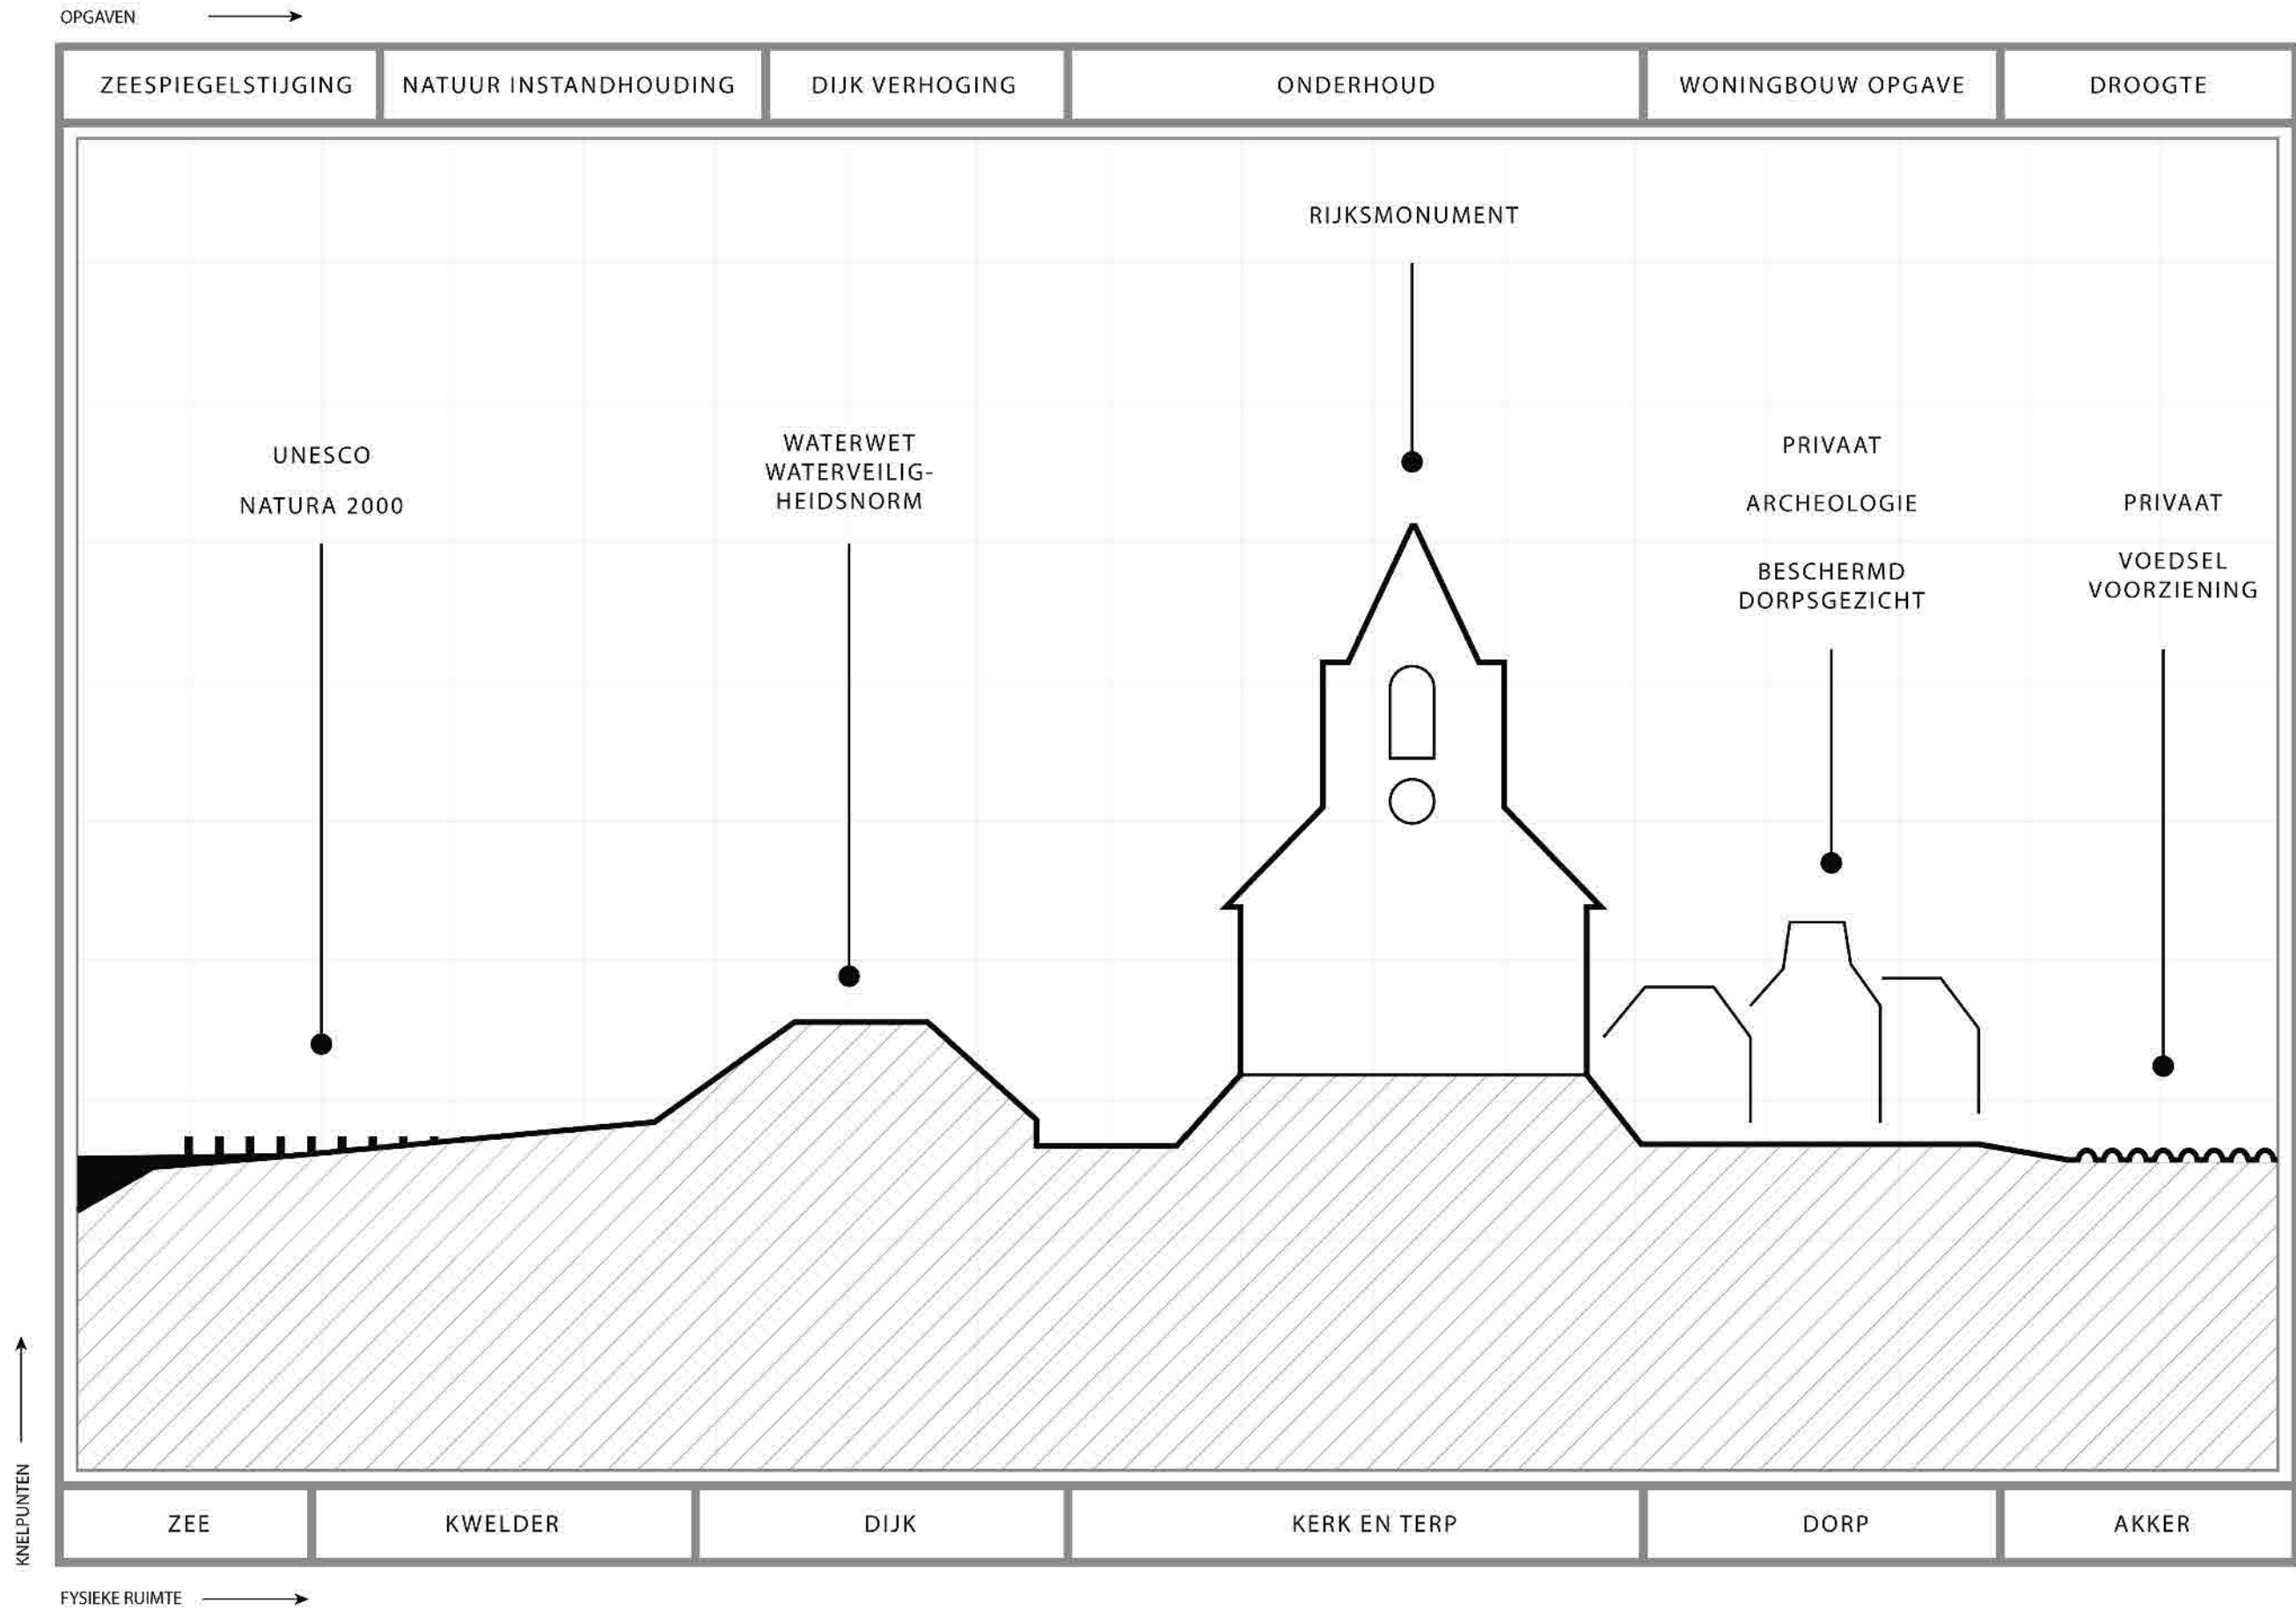 OPGAVEN
ZEESPIEGELSTIJGING
NATUUR INSTANDHOUDING
DIJK VERHOGING
ONDERHOUD
WONINGBOUW OPGAVE
DROOGTE
RIJKSMONUMENT
UNESCO
NATURA 2000
WATERWET
WATERVEILIG-
HEIDSNORM
PRIVAAT
ARCHEOLOGIE
BESCHERMD
DORPSGEZICHT
PRIVAAT
VOEDSEL
VOORZIENING
KNELPUNTEN
ZEE
KWELDER
DIJK
KERK EN TERP
DORP
AKKER
FYSIEKE RUIMTE